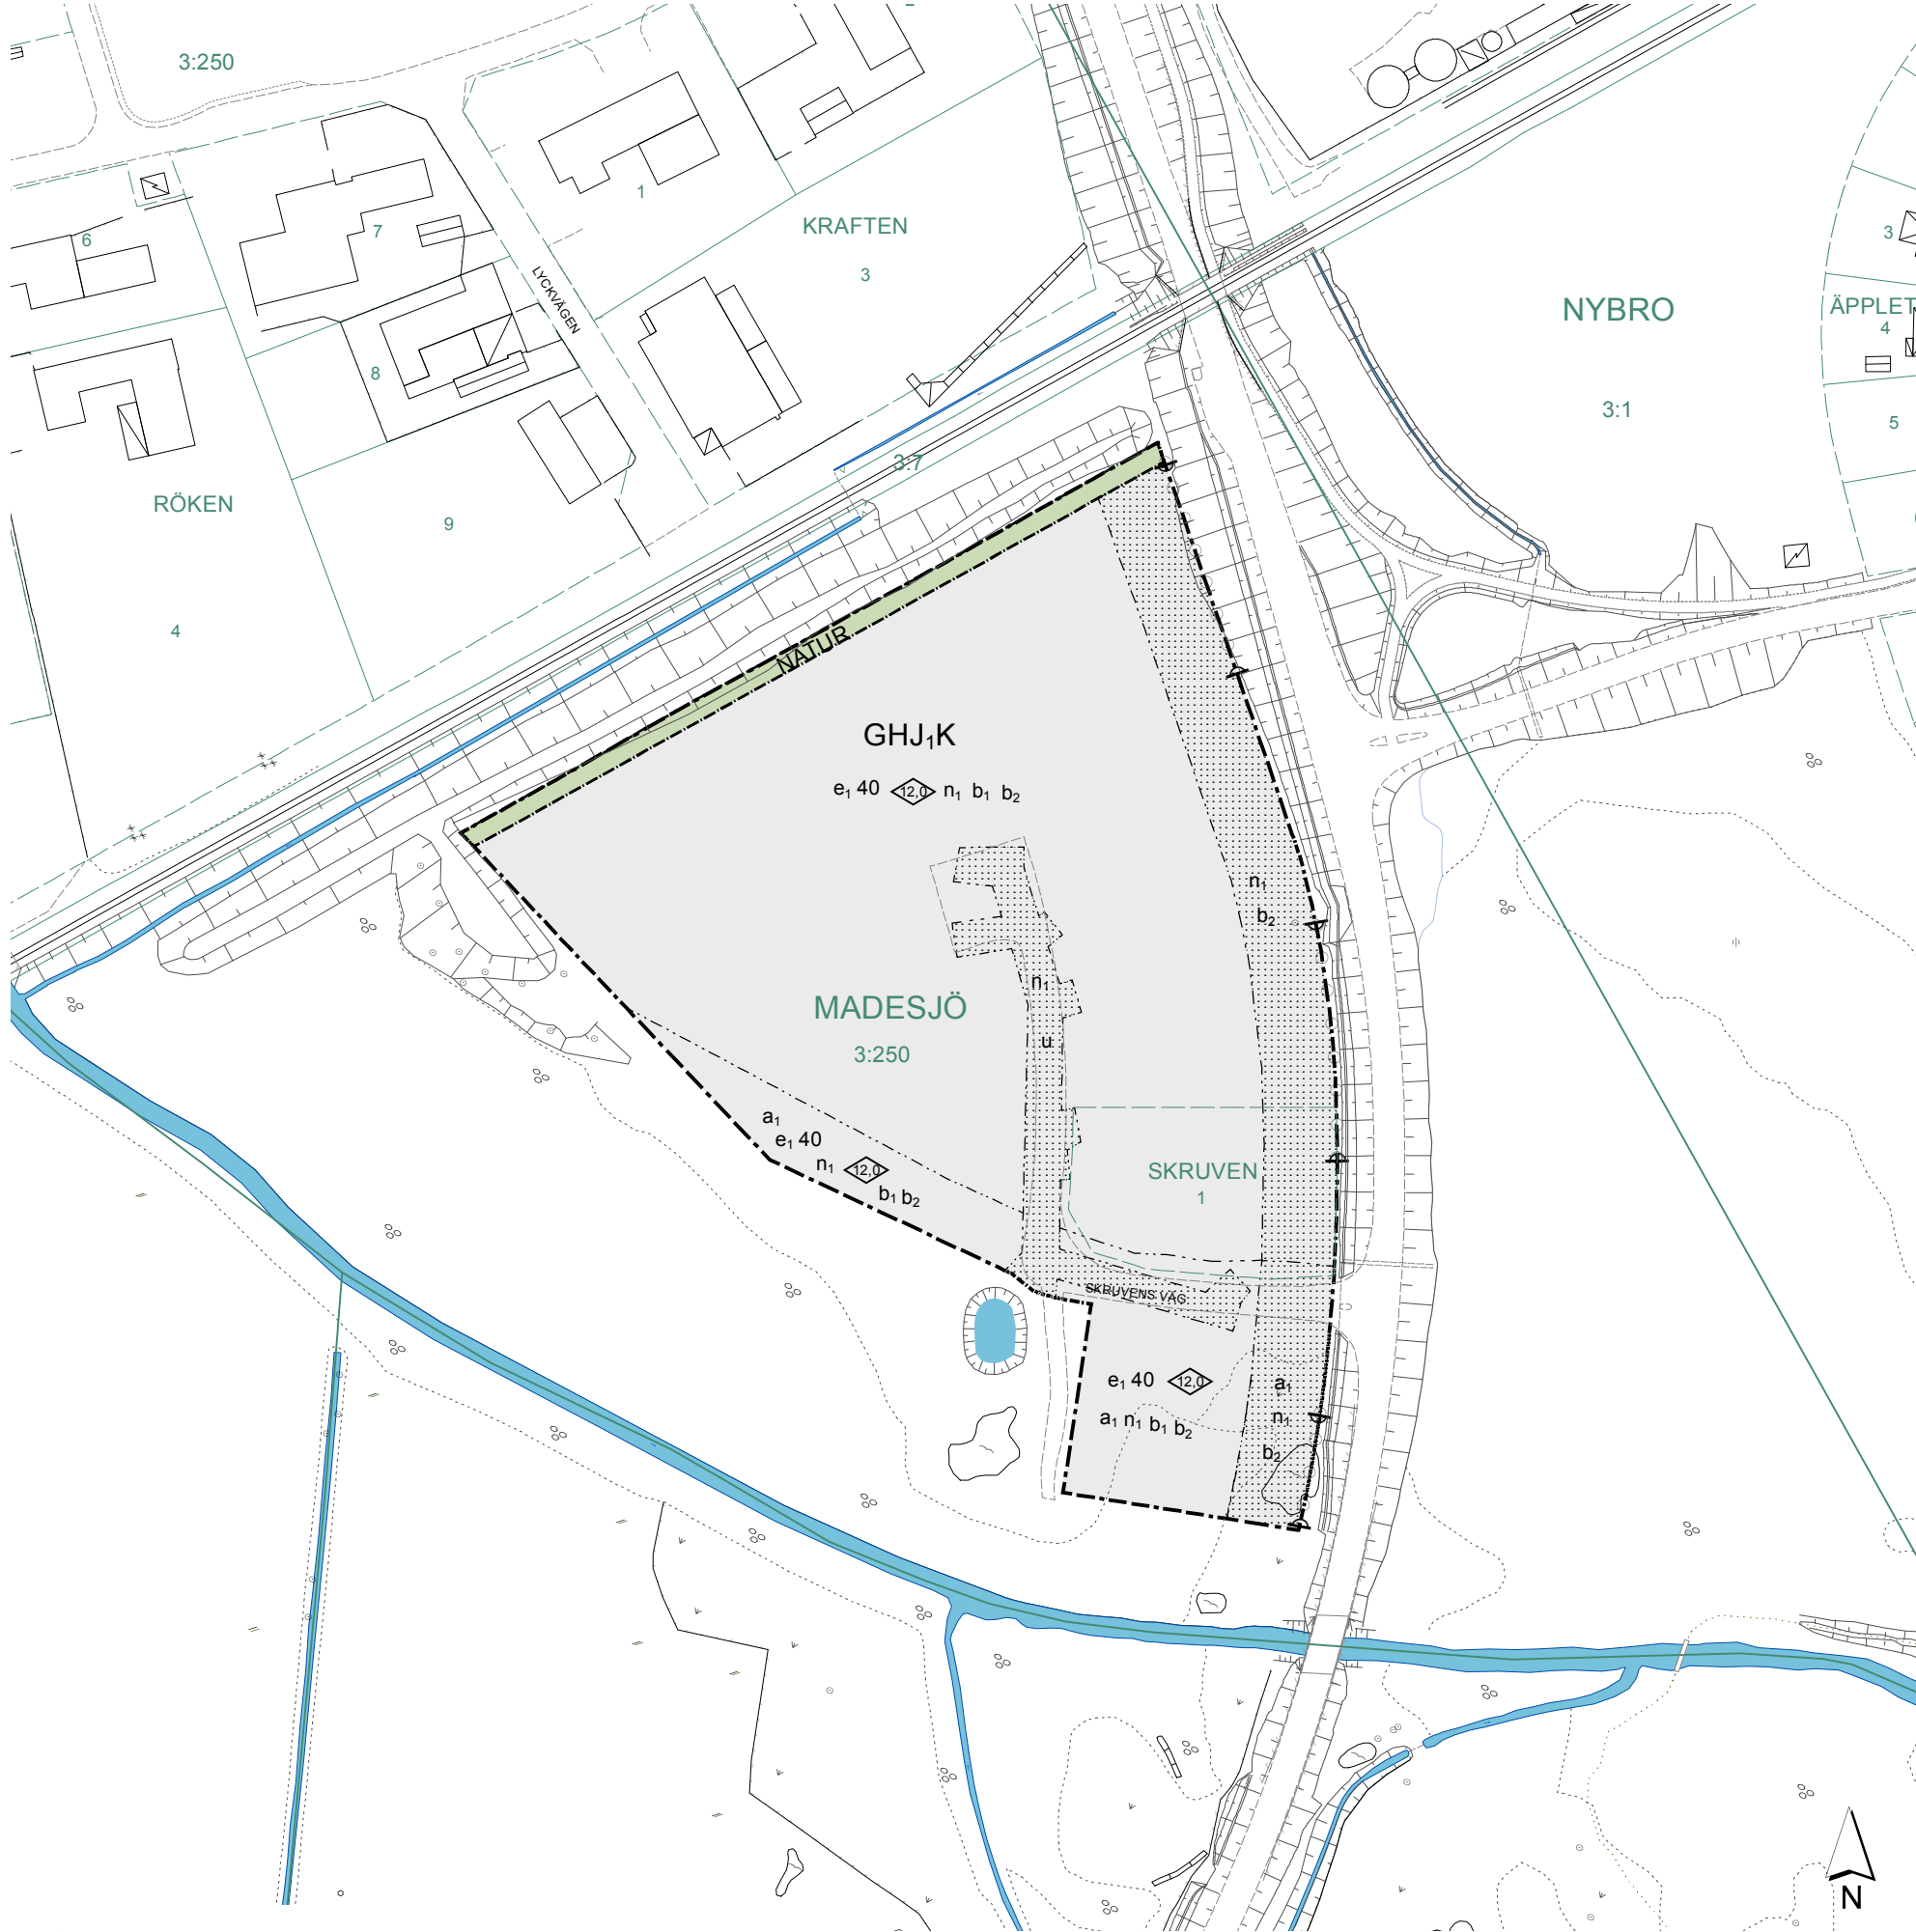 3:250
1
KRAFTEN
3
6
7
3
LYCKVÄGEN
NYBRO
ÄPPLET
4
8
3:1
5
3:7
RÖKEN
9
4
NATUR
GHJ₁K
e₁ 40 12,0 n₁ b₁ b₂
n₁
b₂
n₁
MADESJÖ
3:250
u
a₁
e₁ 40
n₁ 12,0
b₁ b₂
SKRUVEN
1
SKRUVENS VÄG
e₁ 40 12,0
a₁ n₁ b₁ b₂
a₁
n₁
b₂
N